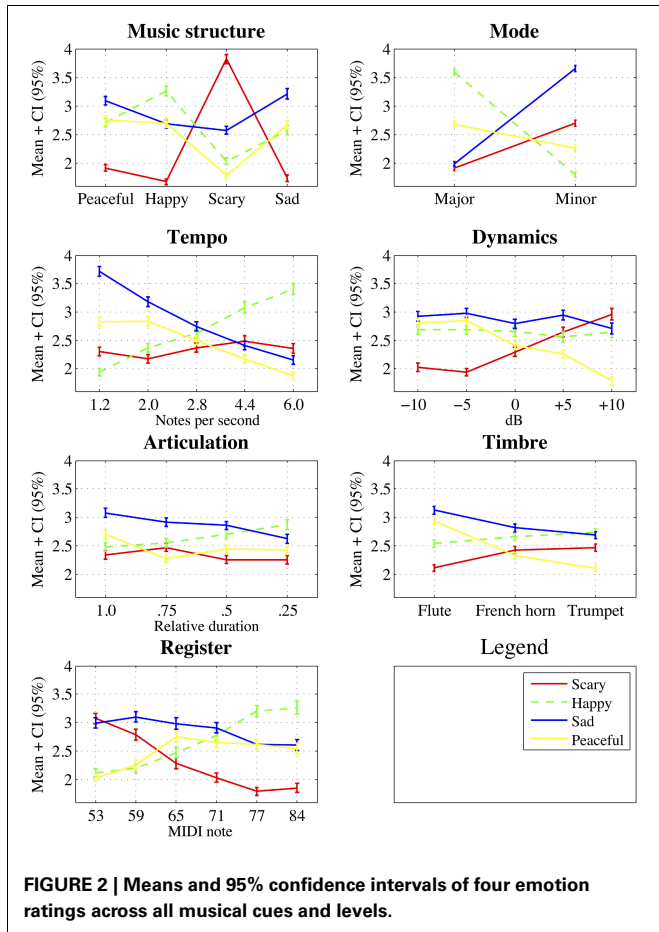 Music structure
Mean + CI (95%)
4
3.5
3
2.5
2
Peaceful Happy Scary Sad
Mode
Mean + CI (95%)
4
3.5
3
2.5
2
Major Minor
Tempo
Mean + CI (95%)
4
3.5
3
2.5
2
1.2 2.0 2.8 4.4 6.0
Notes per second
Dynamics
Mean + CI (95%)
4
3.5
3
2.5
2
−10 −5 0 +5 +10
dB
Articulation
Mean + CI (95%)
4
3.5
3
2.5
2
1.0 .75 .5 .25
Relative duration
Timbre
Mean + CI (95%)
4
3.5
3
2.5
2
Flute French horn Trumpet
Register
Mean + CI (95%)
4
3.5
3
2.5
2
53 59 65 71 77 84
MIDI note
Legend
Scary
Happy
Sad
Peaceful
FIGURE 2 | Means and 95% confidence intervals of four emotion
ratings across all musical cues and levels.